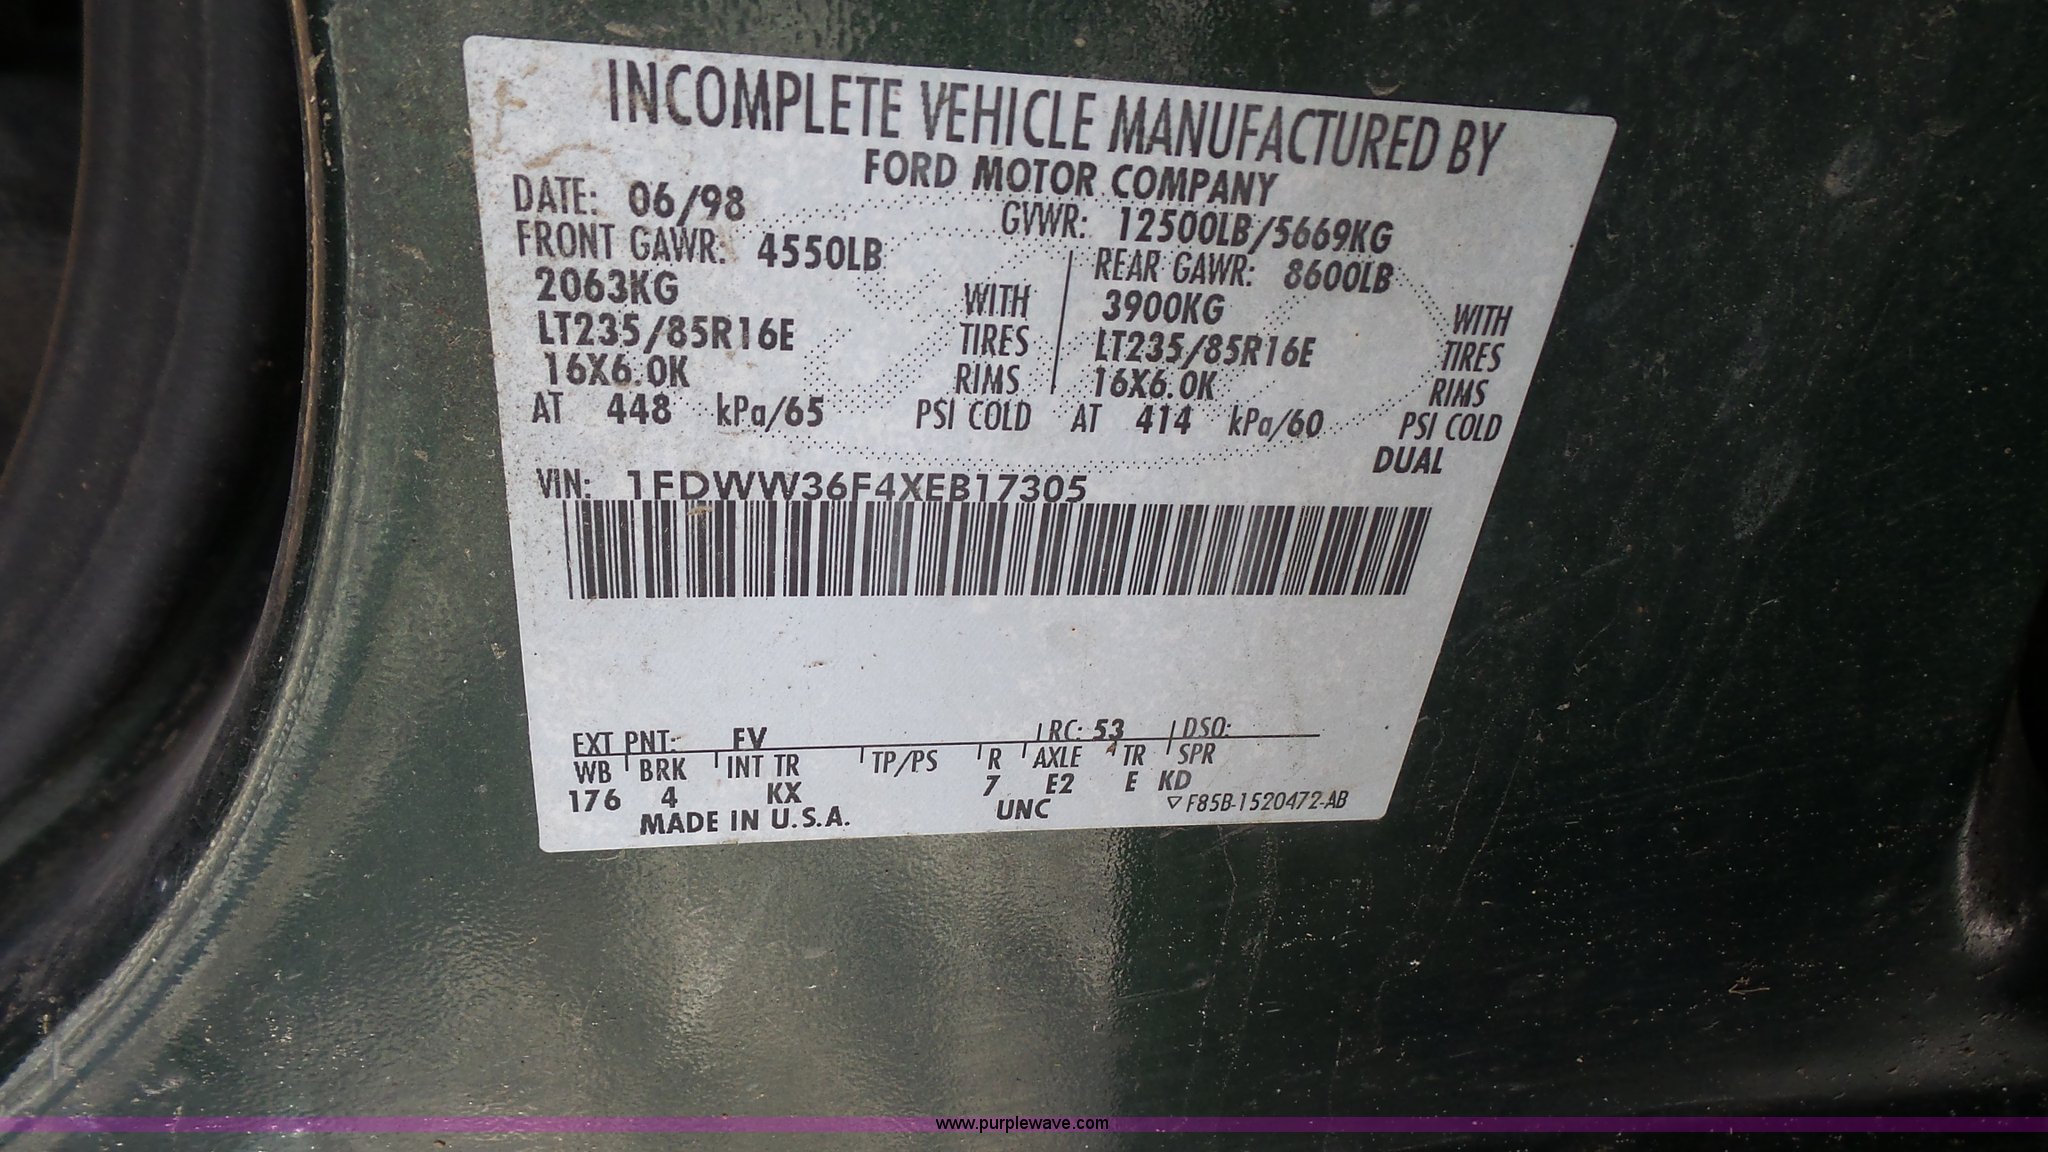 INCOMPLETE VEHICLE MANUFACTURED BY
FORD MOTOR COMPANY
DATE: 06/98 GVWR: 12500LB/5669KG
FRONT GAWR: 4550LB REAR GAWR: 8600LB
2063KG WITH 3900KG WITH
LT235/85R16E TIRES LT235/85R16E TIRES
16X6.0K RIMS 16X6.0K RIMS
AT 448 kPa/65 PSI COLD AT 414 kPa/60 PSI COLD
DUAL
VIN: 1FDWW36F4XEB17305
EXT PNT: FV RC: 53 DSO:
WB BRK INT TR TP/PS R AXLE TR SPR
176 4 KX 7 E2 E KD
MADE IN U.S.A. UNC ▽F85B-1520472-AB
www.purplewave.com